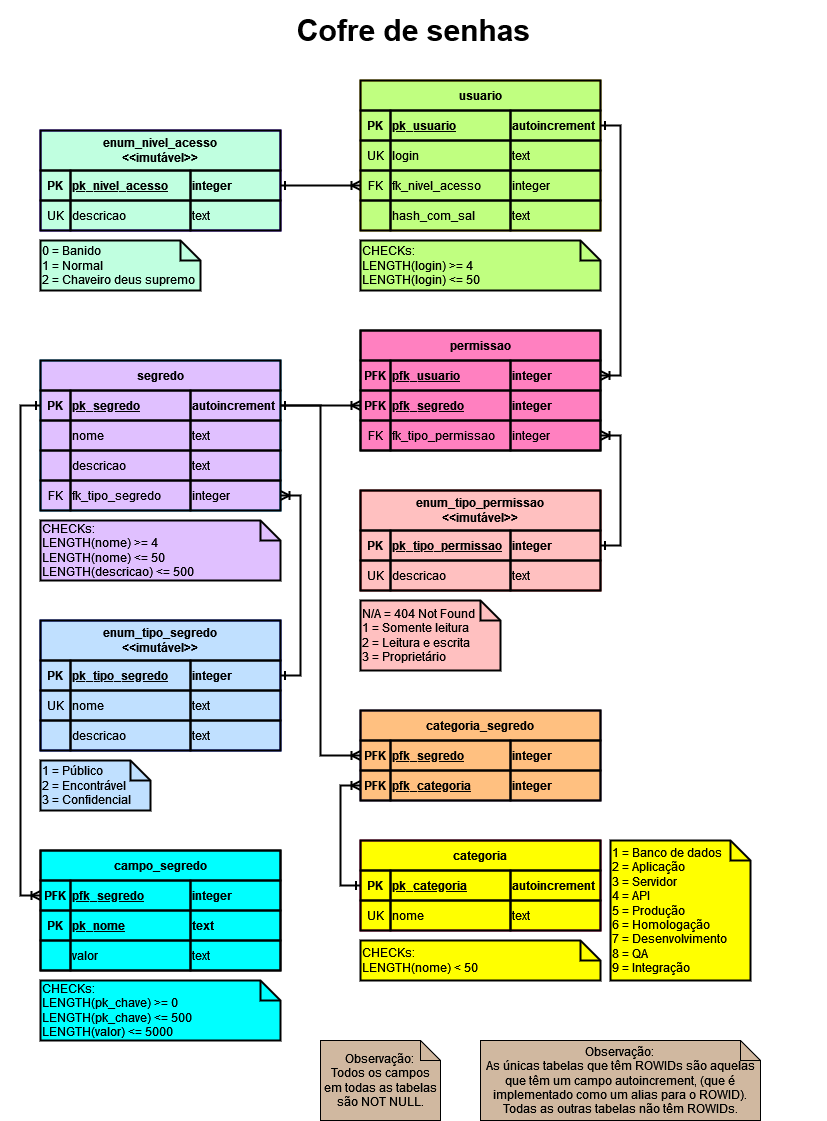 Cofre de senhas
usuario
PK pk_usuario autoincrement
UK login text
FK fk_nivel_acesso integer
hash_com_sal text
CHECKs:
LENGTH(login) >= 4
LENGTH(login) <= 50
enum_nivel_acesso
<<imutável>>
PK pk_nivel_acesso integer
UK descricao text
0 = Banido
1 = Normal
2 = Chaveiro deus supremo
permissao
PFK pfk_usuario integer
PFK pfk_segredo integer
FK fk_tipo_permissao integer
segredo
PK pk_segredo autoincrement
nome text
descricao text
FK fk_tipo_segredo integer
CHECKs:
LENGTH(nome) >= 4
LENGTH(nome) <= 50
LENGTH(descricao) <= 500
enum_tipo_permissao
<<imutável>>
PK pk_tipo_permissao integer
UK descricao text
N/A = 404 Not Found
1 = Somente leitura
2 = Leitura e escrita
3 = Proprietário
enum_tipo_segredo
<<imutável>>
PK pk_tipo_segredo integer
UK nome text
descricao text
1 = Público
2 = Encontrável
3 = Confidencial
categoria_segredo
PFK pfk_segredo integer
PFK pfk_categoria integer
campo_segredo
PFK pfk_segredo integer
PK pk_nome text
valor text
CHECKs:
LENGTH(pk_chave) >= 0
LENGTH(pk_chave) <= 500
LENGTH(valor) <= 5000
categoria
PK pk_categoria autoincrement
UK nome text
CHECKs:
LENGTH(nome) < 50
1 = Banco de dados
2 = Aplicação
3 = Servidor
4 = API
5 = Produção
6 = Homologação
7 = Desenvolvimento
8 = QA
9 = Integração
Observação:
Todos os campos
em todas as tabelas
são NOT NULL.
Observação:
As únicas tabelas que têm ROWIDs são aquelas
que têm um campo autoincrement, (que é
implementado como um alias para o ROWID).
Todas as outras tabelas não têm ROWIDs.